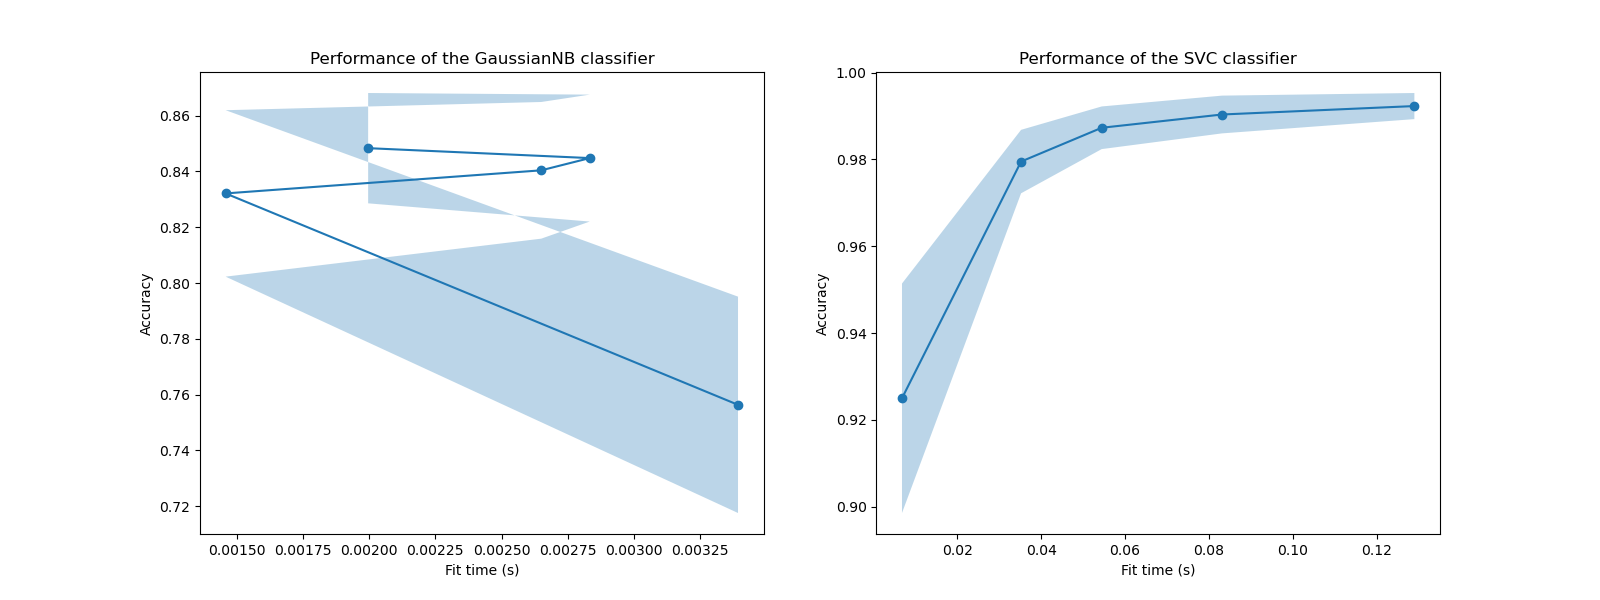 Performance of the GaussianNB classifier
0.86
0.84
0.82
0.80
0.78
0.76
0.74
0.72
Accuracy
0.00150 0.00175 0.00200 0.00225 0.00250 0.00275 0.00300 0.00325
Fit time (s)
Performance of the SVC classifier
1.00
0.98
0.96
0.94
0.92
0.90
Accuracy
0.02 0.04 0.06 0.08 0.10 0.12
Fit time (s)